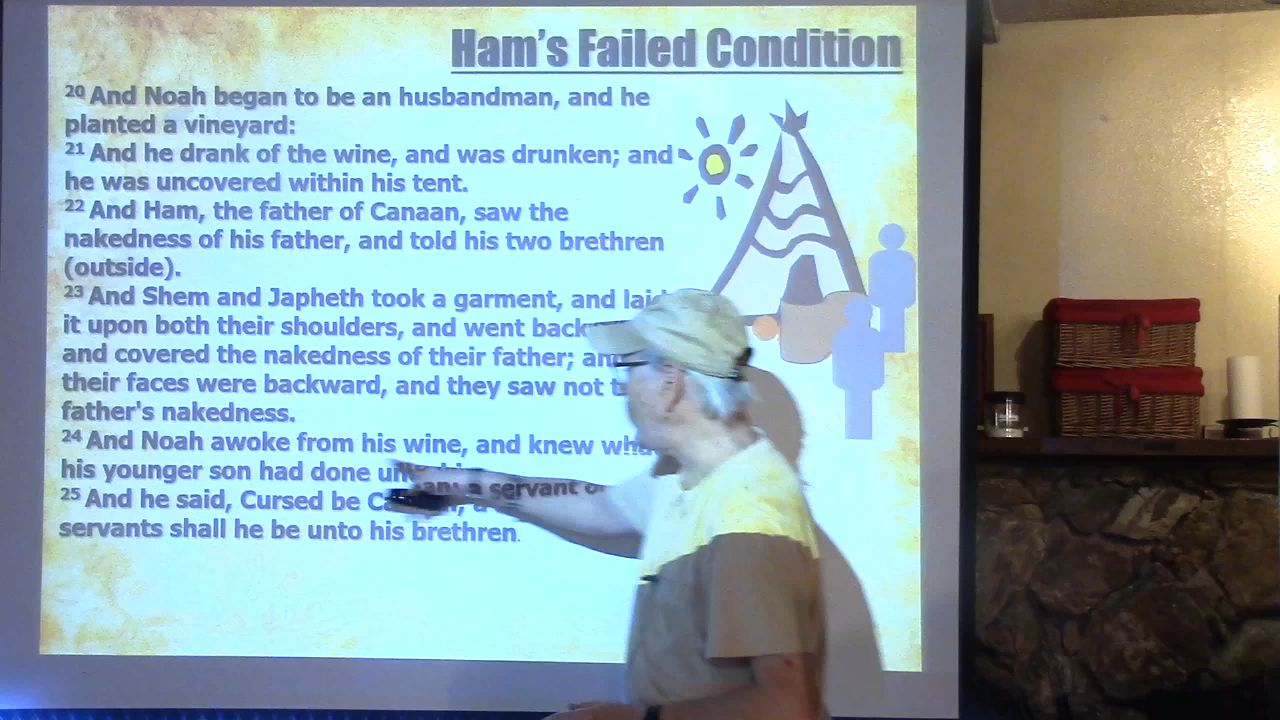 Ham's Failed Condition
20 And Noah began to be an husbandman, and he
planted a vineyard:
21 And he drank of the wine, and was drunken; and
he was uncovered within his tent.
22 And Ham, the father of Canaan, saw the
nakedness of his father, and told his two brethren
(outside).
23 And Shem and Japheth took a garment, and laid
it upon both their shoulders, and went
and covered the nakedness of their father; and
their faces were backward, and they saw not
father's nakedness.
24 And Noah awoke from his wine, and knew what
his younger son had done
25 And he said, Cursed be a servant of
servants shall he be unto his brethren.